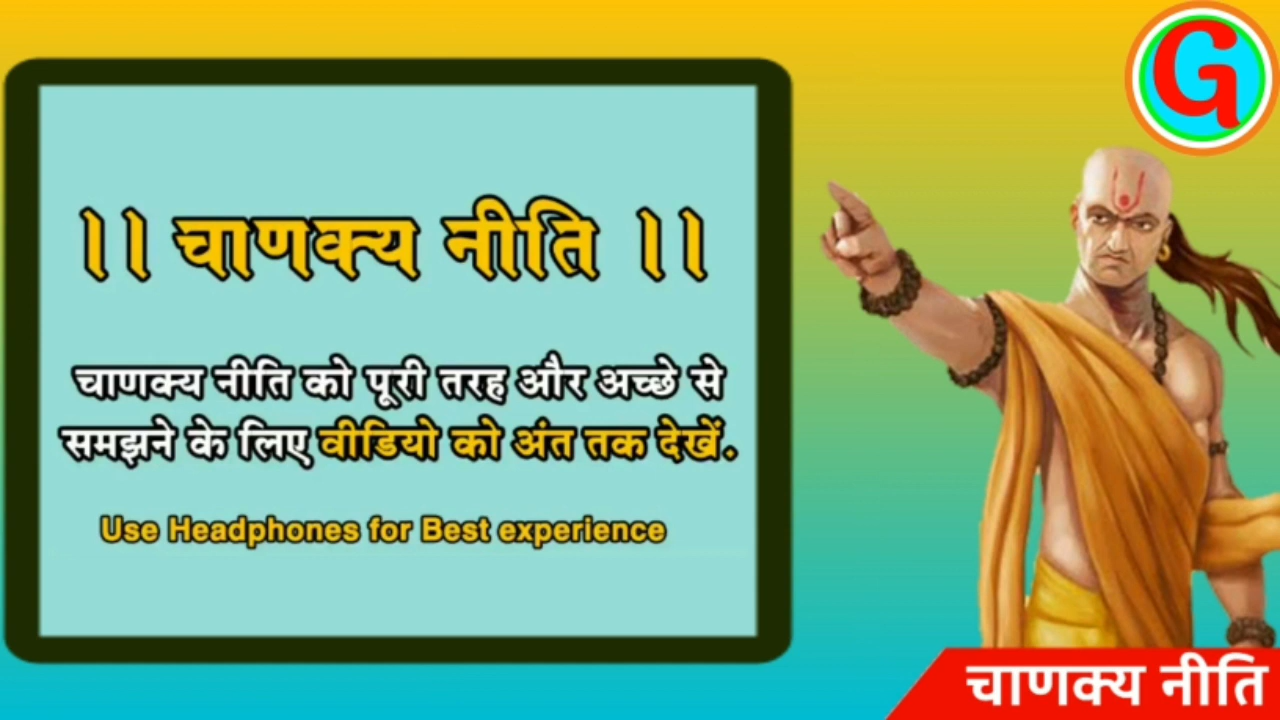 ।। चाणक्य नीति ।।
चाणक्य नीति को पूरी तरह और अच्छे से
समझने के लिए वीडियो को अंत तक देखें.
Use Headphones for Best experience
G
चाणक्य नीति